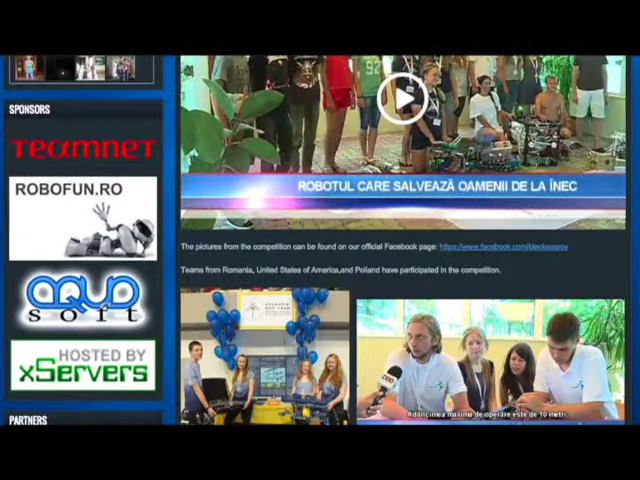 SPONSORS
Teamnet
ROBOFUN.RO
AQUA
soft
HOSTED BY
xServers
PARTNERS
ROBOTUL CARE SALVEAZĂ OAMENII DE LA ÎNEC
The pictures from the competition can be found on our official Facebook page: https://www.facebook.com/blackseарov
Teams from Romania, United States of America,and Poland have participated in the competition.
Adâncimea maximă de operare este de 10 metri.